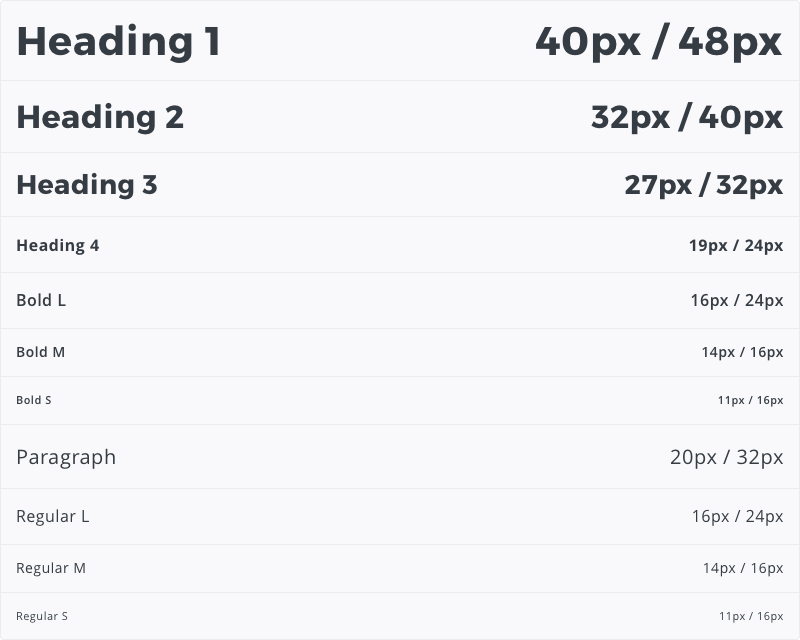 Heading 1 40px / 48px
Heading 2 32px / 40px
Heading 3 27px / 32px
Heading 4 19px / 24px
Bold L 16px / 24px
Bold M 14px / 16px
Bold S 11px / 16px
Paragraph 20px / 32px
Regular L 16px / 24px
Regular M 14px / 16px
Regular S 11px / 16px